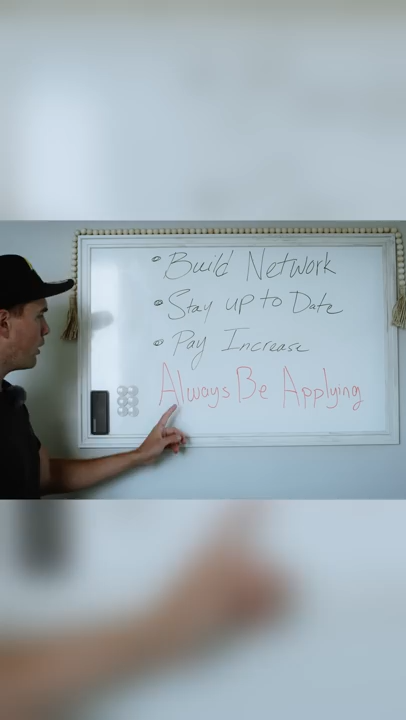 • Build Network
• Stay up to Date
• Pay Increase
Always Be Applying